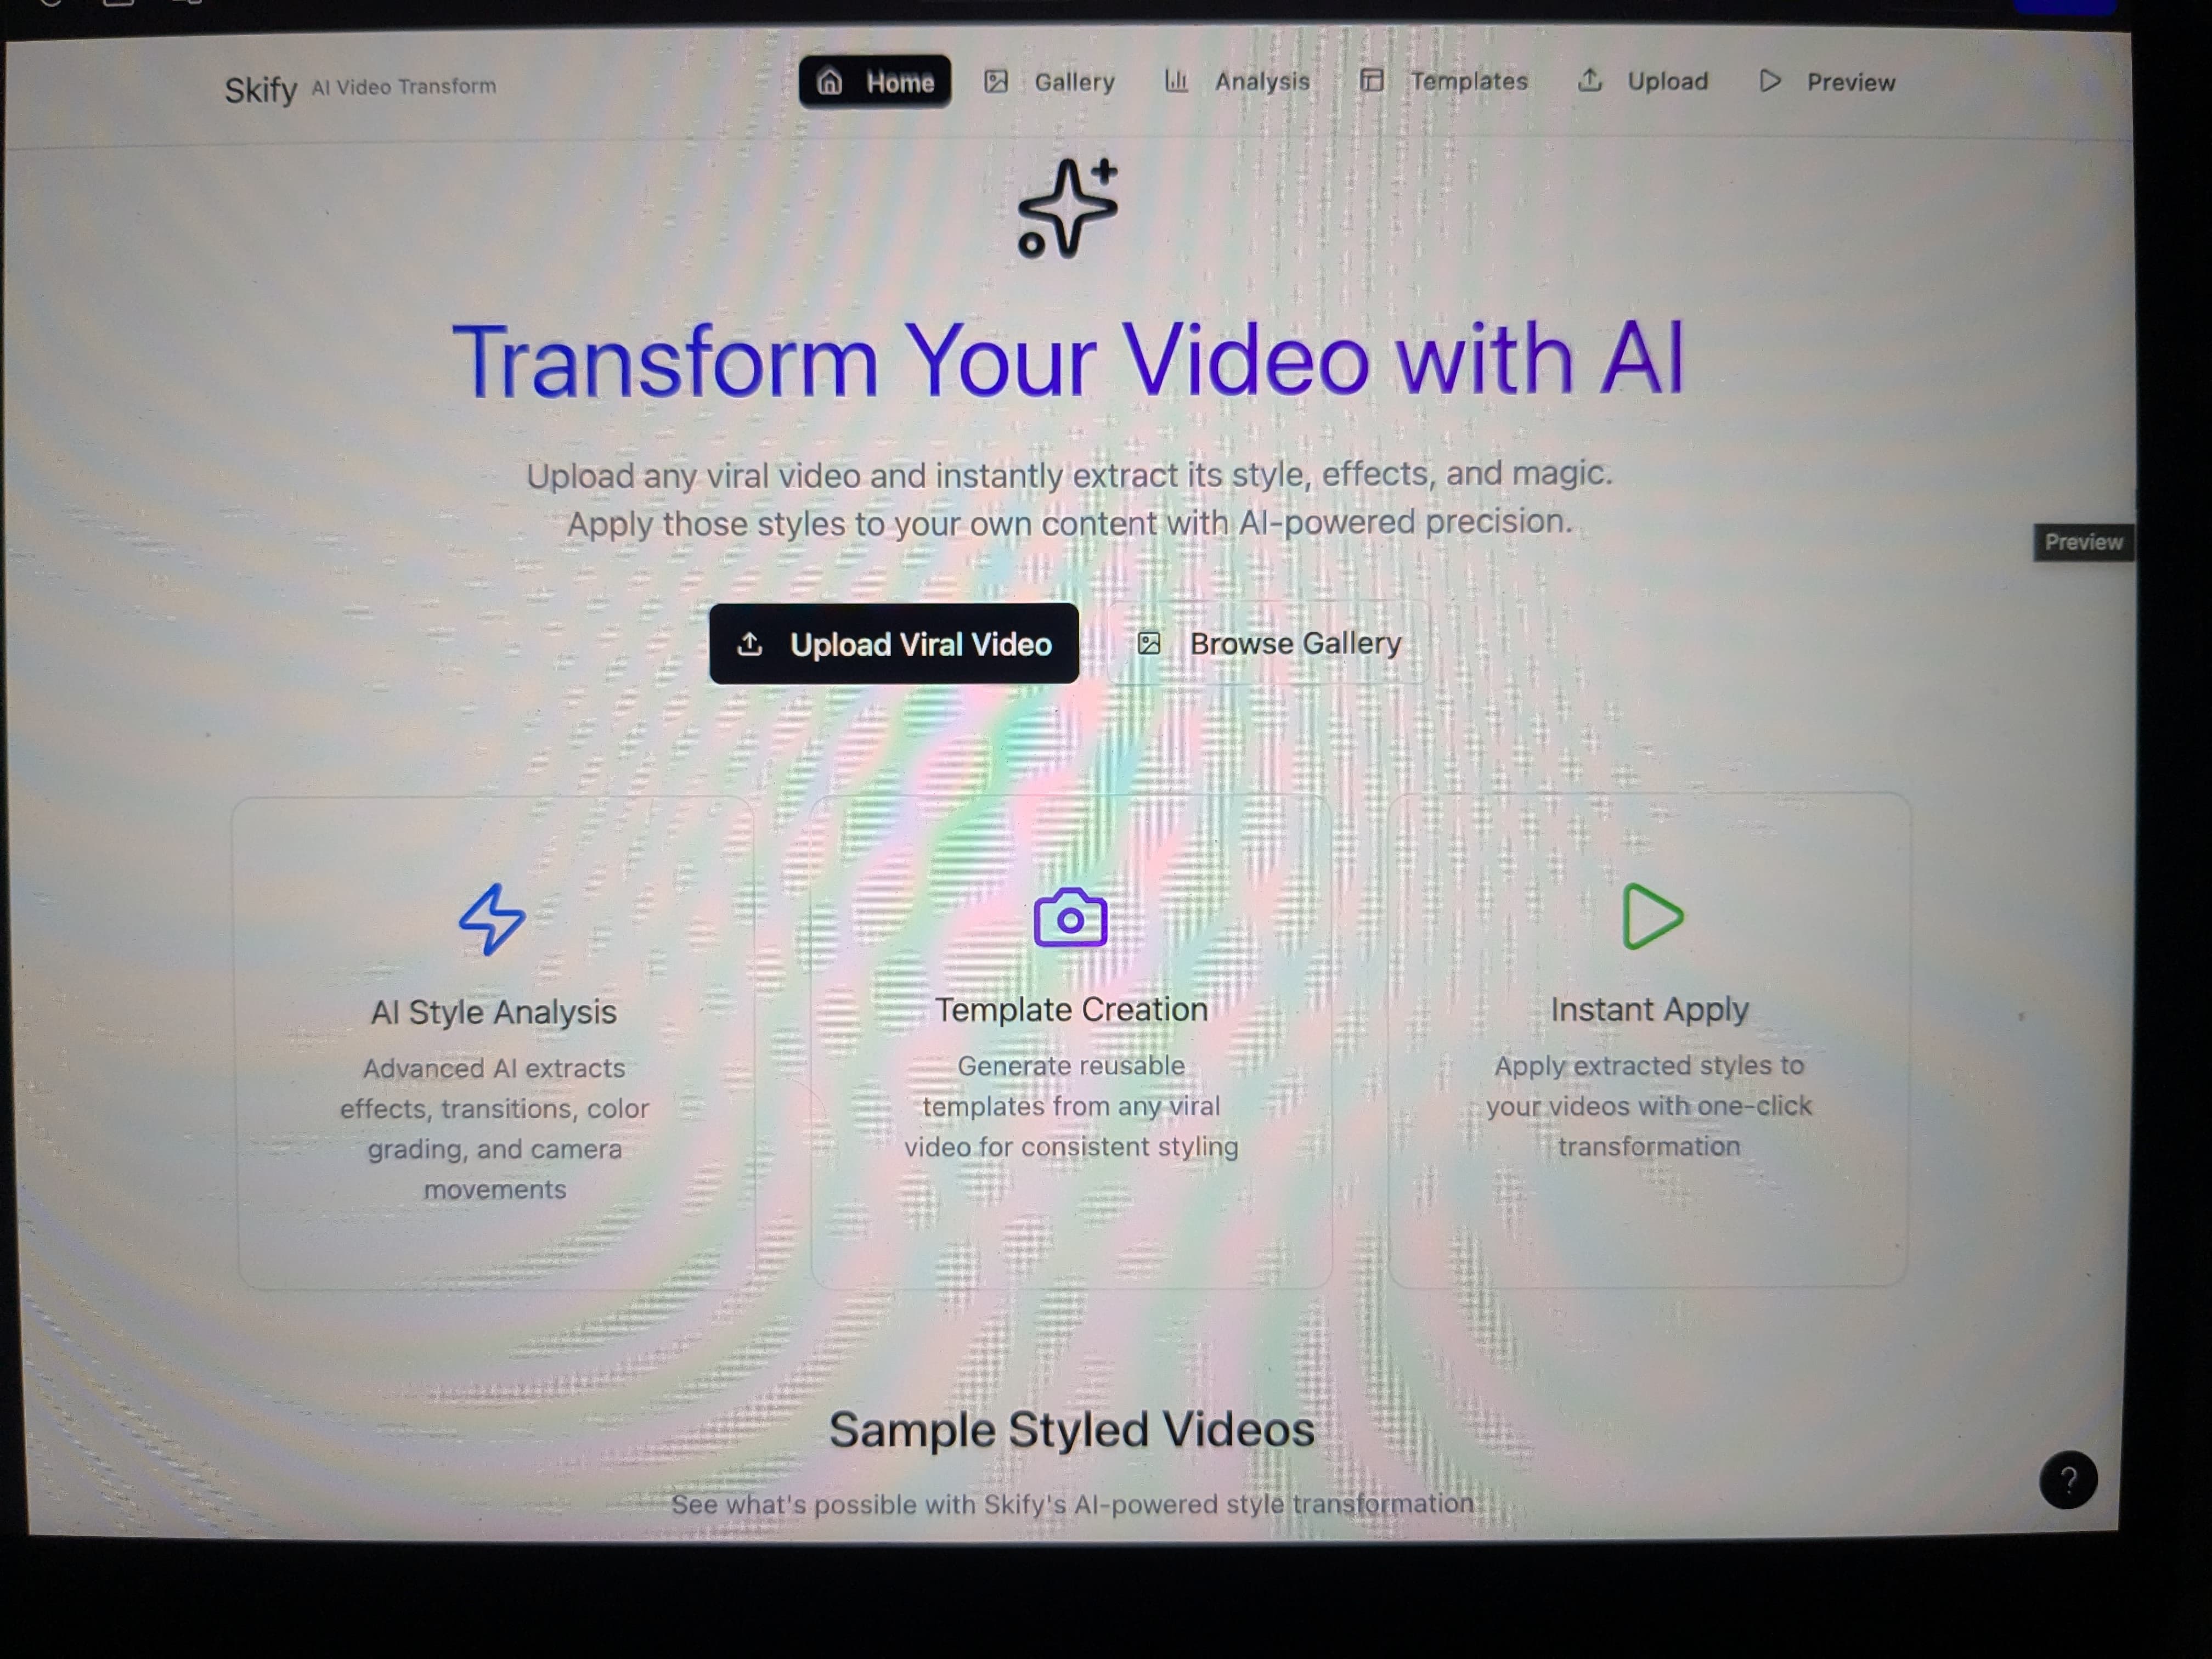 Skify AI Video Transform
Home Gallery Analysis Templates Upload Preview
Transform Your Video with AI
Upload any viral video and instantly extract its style, effects, and magic.
Apply those styles to your own content with AI-powered precision.
Preview
Upload Viral Video Browse Gallery
AI Style Analysis
Advanced AI extracts
effects, transitions, color
grading, and camera
movements
Template Creation
Generate reusable
templates from any viral
video for consistent styling
Instant Apply
Apply extracted styles to
your videos with one-click
transformation
Sample Styled Videos
See what's possible with Skify's AI-powered style transformation
?